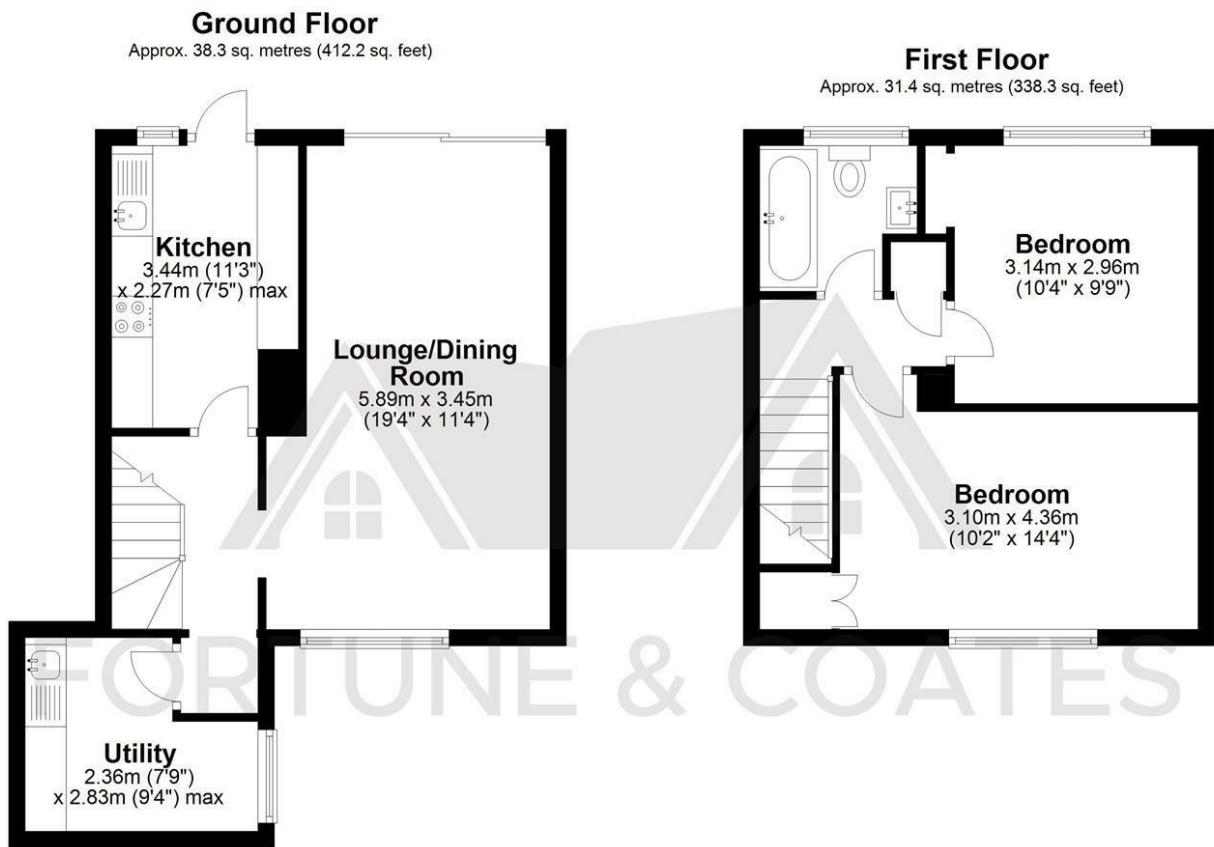 Ground Floor
Approx. 38.3 sq. metres (412.2 sq. feet)
First Floor
Approx. 31.4 sq. metres (338.3 sq. feet)
Kitchen
3.44m (11'3")
x 2.27m (7'5") max
Lounge/Dining
Room
5.89m x 3.45m
(19'4" x 11'4")
Bedroom
3.14m x 2.96m
(10'4" x 9'9")
Bedroom
3.10m x 4.36m
(10'2" x 14'4")
Utility
2.36m (7'9")
x 2.83m (9'4") max
FORTUNE & COATES